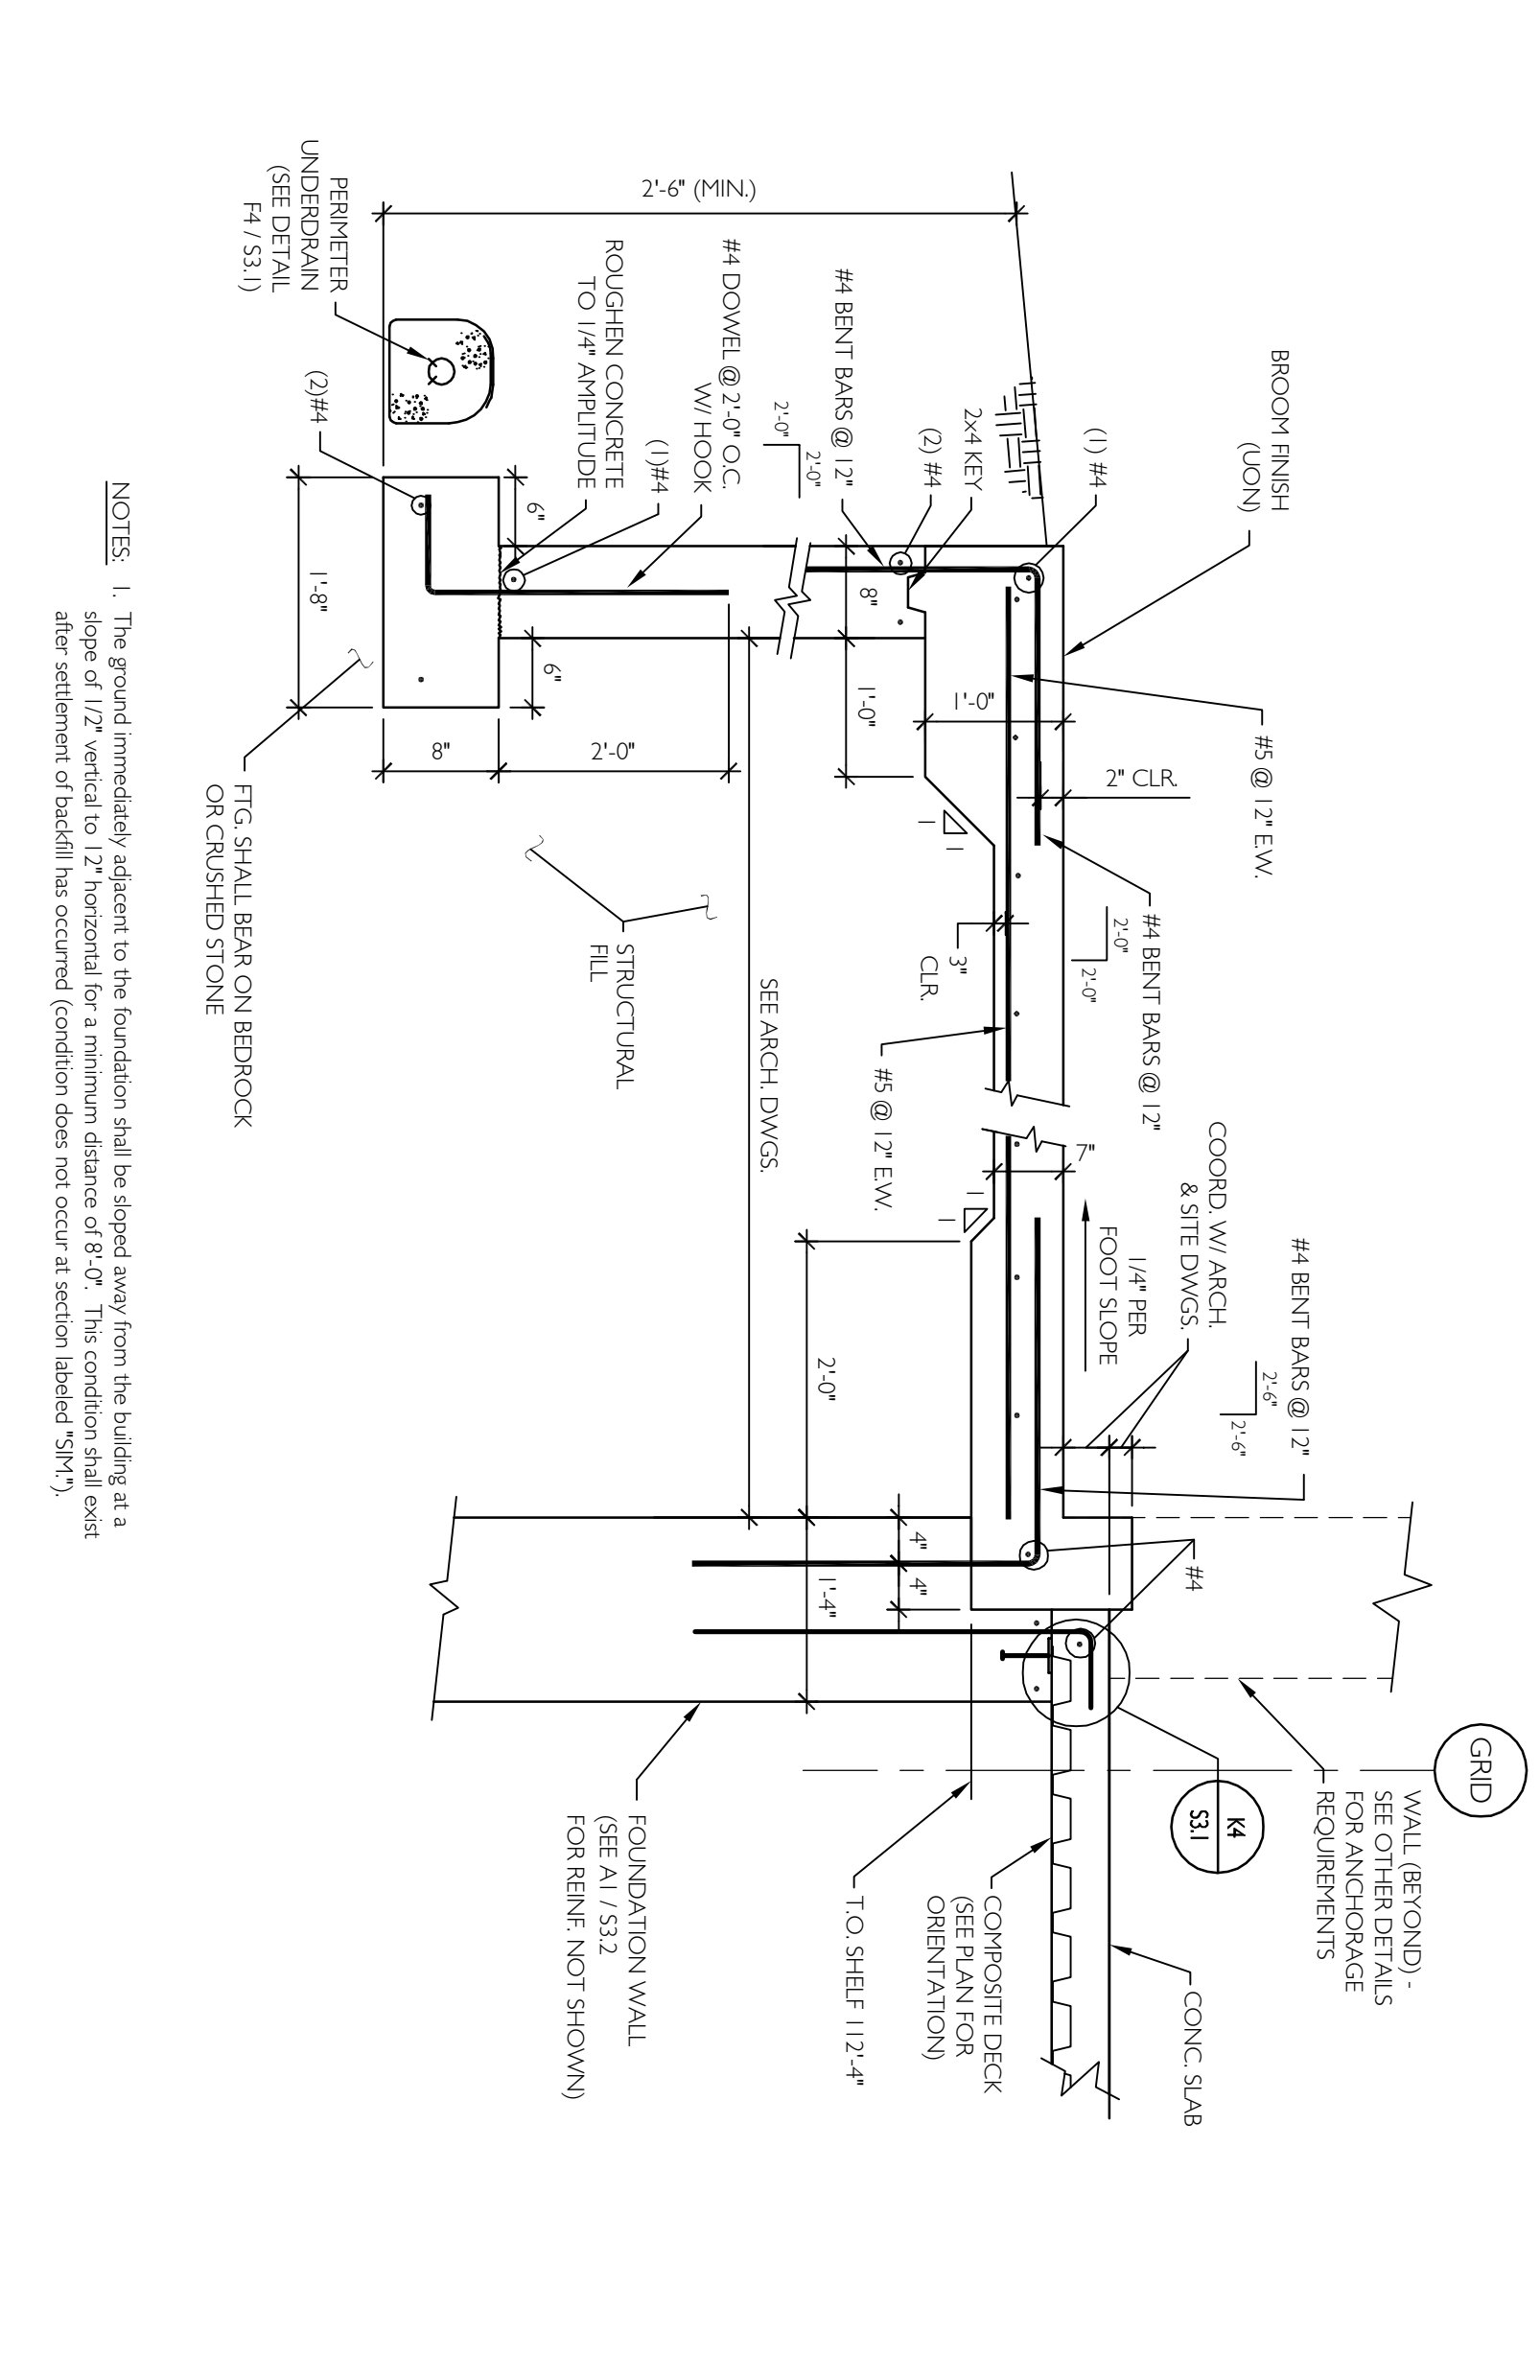 BROOM FINISH
(UON)
(1) #4
2x4 KEY
(2) #4
#4 BENT BARS @ 12"
2'-0"
2'-0"
#4 DOWEL @ 2'-0" O.C.
W/ HOOK
(1)#4
ROUGHEN CONCRETE
TO 1/4" AMPLITUDE
2'-6" (MIN.)
PERIMETER
UNDERDRAIN
(SEE DETAIL
F4 / S3.1)
(2)#4
6"
6"
1'-8"
8"
2'-0"
8"
1'-0"
1'-0"
#5 @ 12" E.W.
2" CLR.
#4 BENT BARS @ 12"
2'-0"
2'-0"
1
1
3"
CLR.
#5 @ 12" E.W.
7"
1
1
COORD. W/ ARCH.
& SITE DWGS.
1/4" PER
FOOT SLOPE
#4 BENT BARS @ 12"
2'-6"
2'-6"
#4
2'-0"
4"
4"
1'-4"
SEE ARCH. DWGS.
STRUCTURAL
FILL
FTG. SHALL BEAR ON BEDROCK
OR CRUSHED STONE
GRID
WALL (BEYOND) -
SEE OTHER DETAILS
FOR ANCHORAGE
REQUIREMENTS
K4
S3.1
CONC. SLAB
COMPOSITE DECK
(SEE PLAN FOR
ORIENTATION)
T.O. SHELF 112'-4"
FOUNDATION WALL
(SEE A1 / S3.2
FOR REINF. NOT SHOWN)
NOTES: 1. The ground immediately adjacent to the foundation shall be sloped away from the building at a
slope of 1/2" vertical to 12" horizontal for a minimum distance of 8'-0". This condition shall exist
after settlement of backfill has occurred (condition does not occur at section labeled "SIM.").